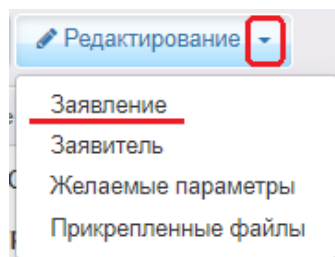 Редактирование
Заявление
Заявитель
Желаемые параметры
Прикрепленные файлы